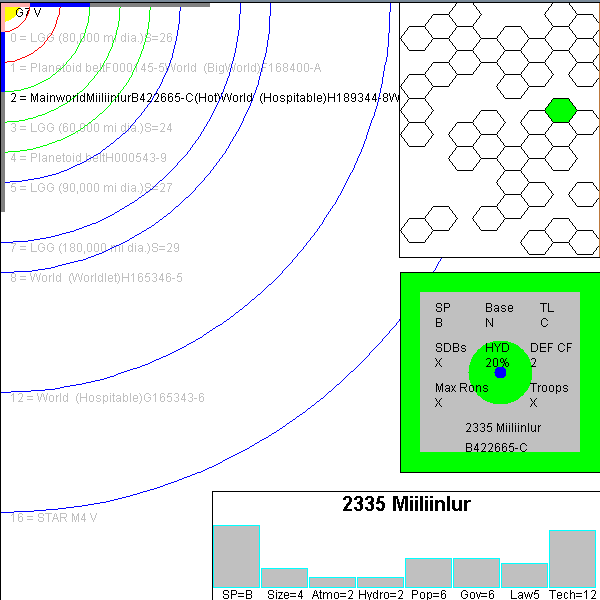 G7 V
0 = LGG (80,000 mi dia.)S=26
1 = Planetoid beltF000145-5World  (BigWorld)F168400-A
2 = MainworldMiiliinlurB422665-C(Hot)World  (Hospitable)H189344-8W
3 = LGG (60,000 mi dia.)S=24
4 = Planetoid beltH000543-9
5 = LGG (90,000 mi dia.)S=27
7 = LGG (180,000 mi dia.)S=29
8 = World  (Worldlet)H165346-5
12 = World  (Hospitable)G165343-6
16 = STAR M4 V
SP Base TL
B N C
SDBs HYD DEF CF
X 20% 2
Max Rons Troops
X X
2335 Miiliinlur
B422665-C
2335 Miiliinlur
SP=B Size=4 Atmo=2 Hydro=2 Pop=6 Gov=6 Law5 Tech=12